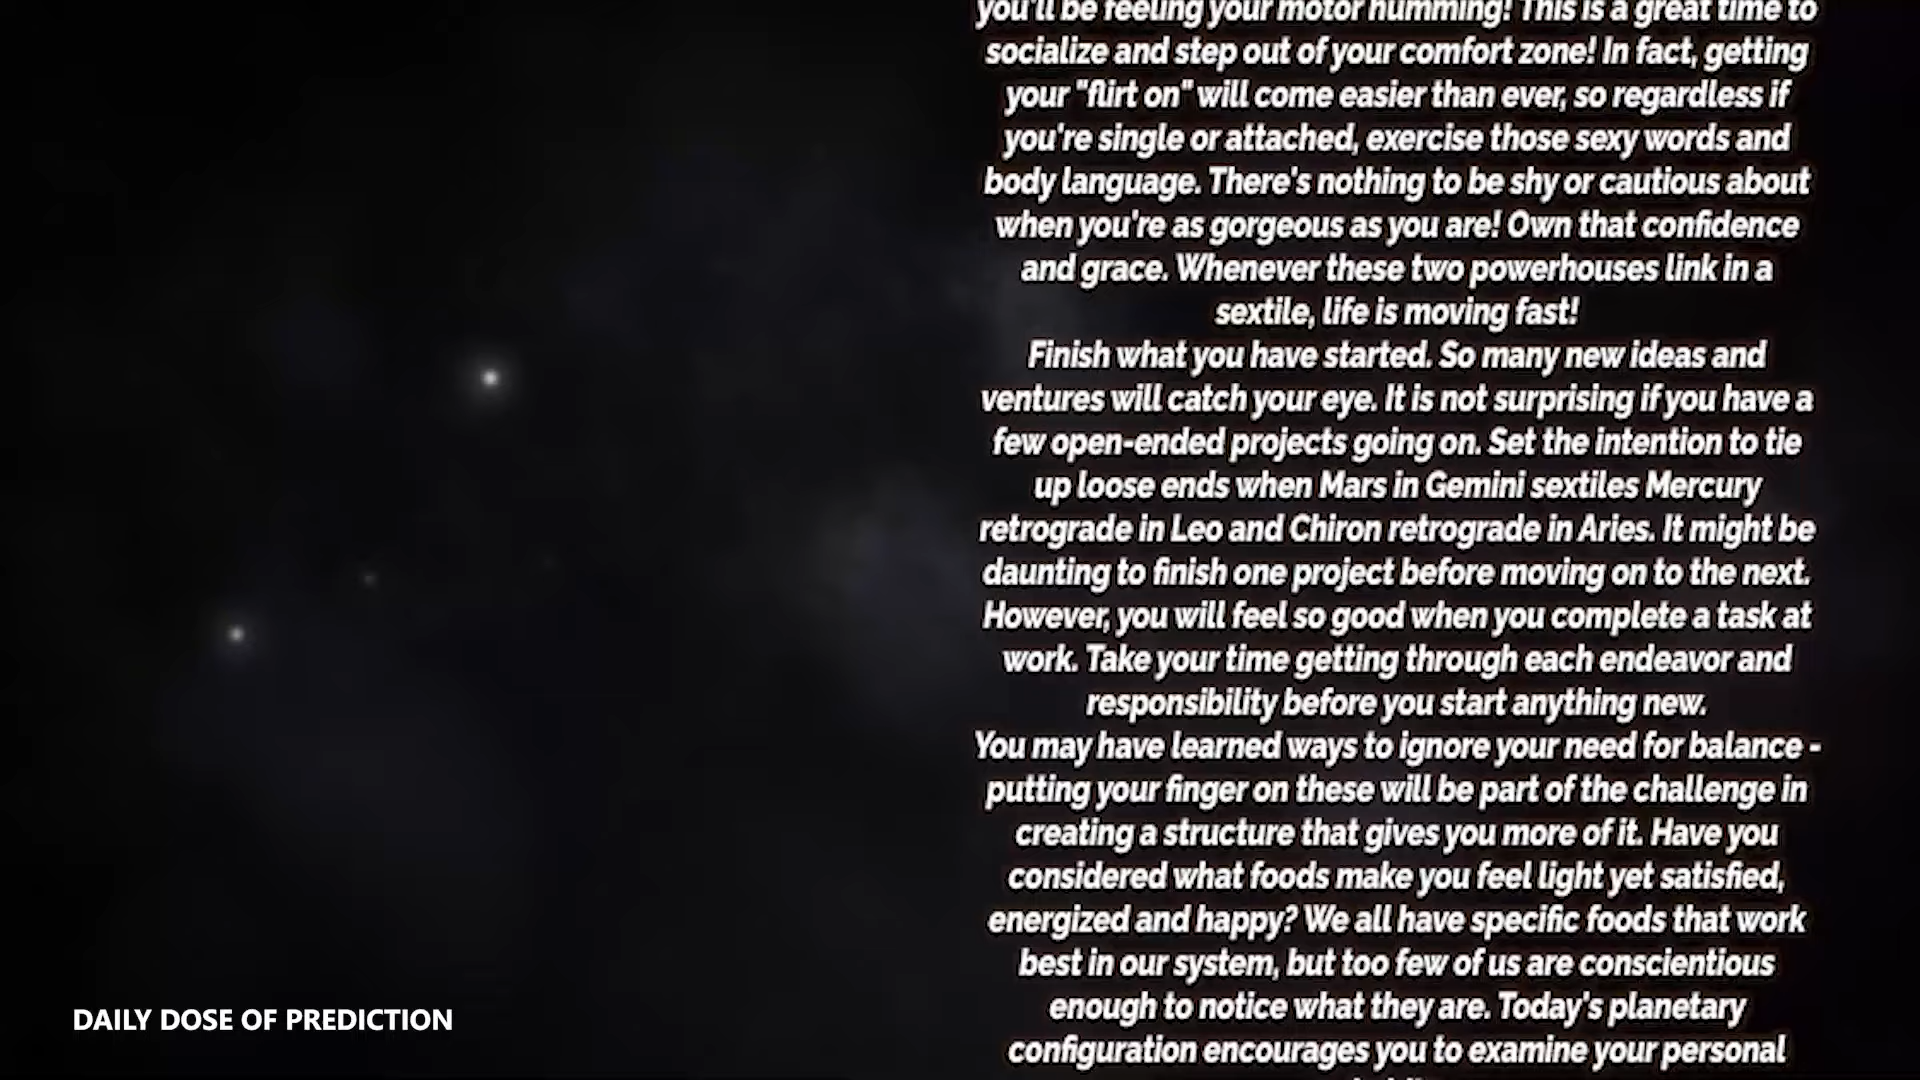 you'll be feeling your motor humming! This is a great time to
socialize and step out of your comfort zone! In fact, getting
your "flirt on" will come easier than ever, so regardless if
you're single or attached, exercise those sexy words and
body language. There's nothing to be shy or cautious about
when you're as gorgeous as you are! Own that confidence
and grace. Whenever these two powerhouses link in a
sextile, life is moving fast!
Finish what you have started. So many new ideas and
ventures will catch your eye. It is not surprising if you have a
few open-ended projects going on. Set the intention to tie
up loose ends when Mars in Gemini sextiles Mercury
retrograde in Leo and Chiron retrograde in Aries. It might be
daunting to finish one project before moving on to the next.
However, you will feel so good when you complete a task at
work. Take your time getting through each endeavor and
responsibility before you start anything new.
You may have learned ways to ignore your need for balance -
putting your finger on these will be part of the challenge in
creating a structure that gives you more of it. Have you
considered what foods make you feel light yet satisfied,
energized and happy? We all have specific foods that work
best in our system, but too few of us are conscientious
enough to notice what they are. Today's planetary
configuration encourages you to examine your personal
DAILY DOSE OF PREDICTION